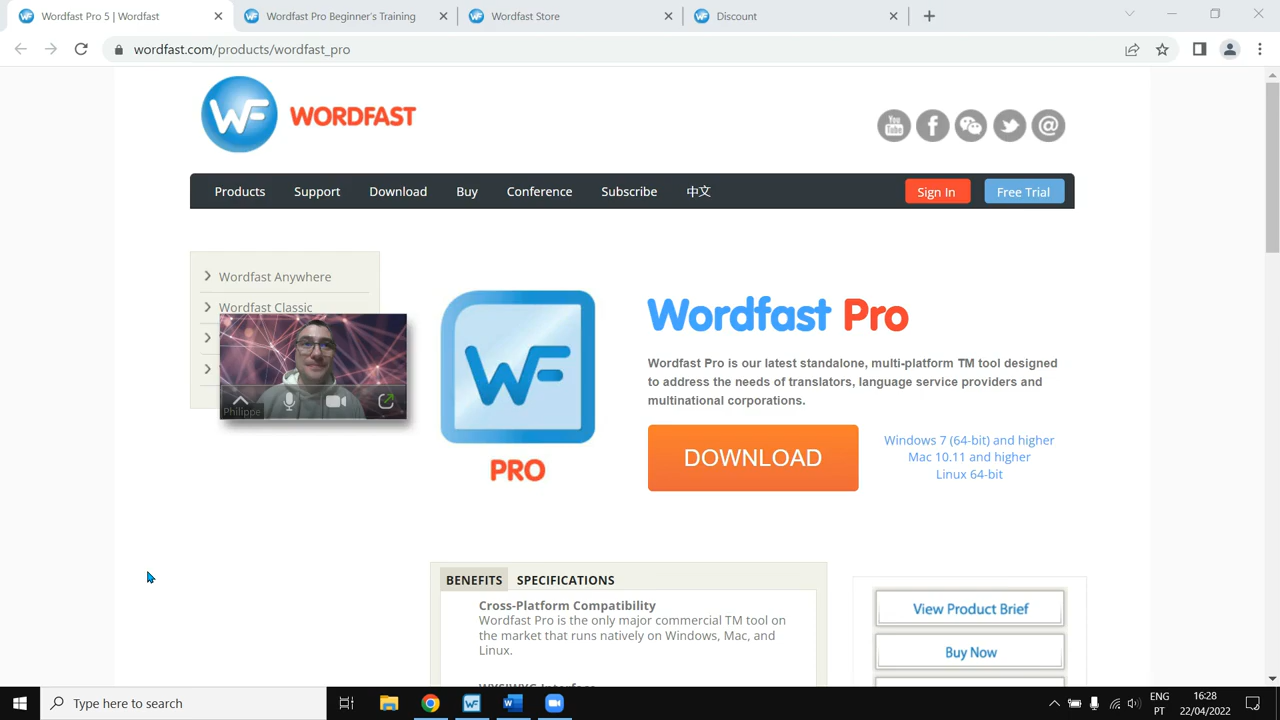 Wordfast Pro 5 | Wordfast
Wordfast Pro Beginner's Training
Wordfast Store
Discount
wordfast.com/products/wordfast_pro
WF WORDFAST
You Tube
Products Support Download Buy Conference Subscribe 中文 Sign In Free Trial
Wordfast Anywhere
Wordfast Classic
Philippe
WF
PRO
Wordfast Pro
Wordfast Pro is our latest standalone, multi-platform TM tool designed
to address the needs of translators, language service providers and
multinational corporations.
DOWNLOAD
Windows 7 (64-bit) and higher
Mac 10.11 and higher
Linux 64-bit
BENEFITS SPECIFICATIONS
Cross-Platform Compatibility
Wordfast Pro is the only major commercial TM tool on
the market that runs natively on Windows, Mac, and
Linux.
View Product Brief
Buy Now
Type here to search
ENG
PT
16:28
22/04/2022